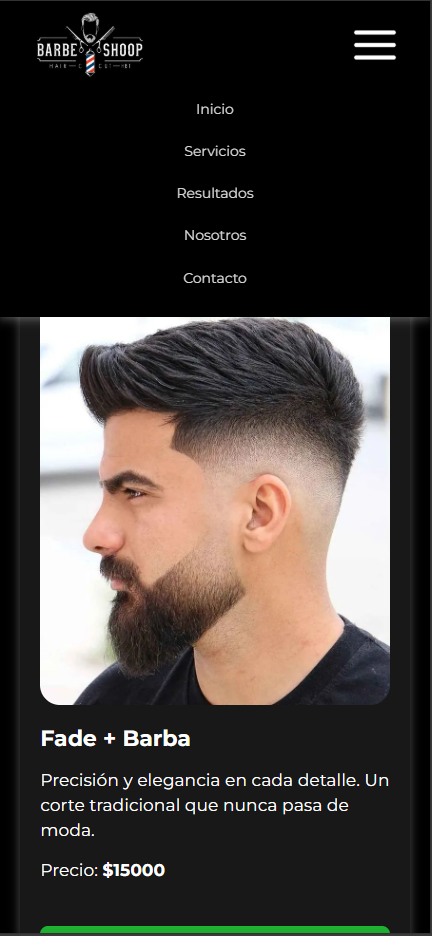 BARBE SHOOP
Inicio
Servicios
Resultados
Nosotros
Contacto
Fade + Barba
Precisión y elegancia en cada detalle. Un
corte tradicional que nunca pasa de
moda.
Precio: $15000